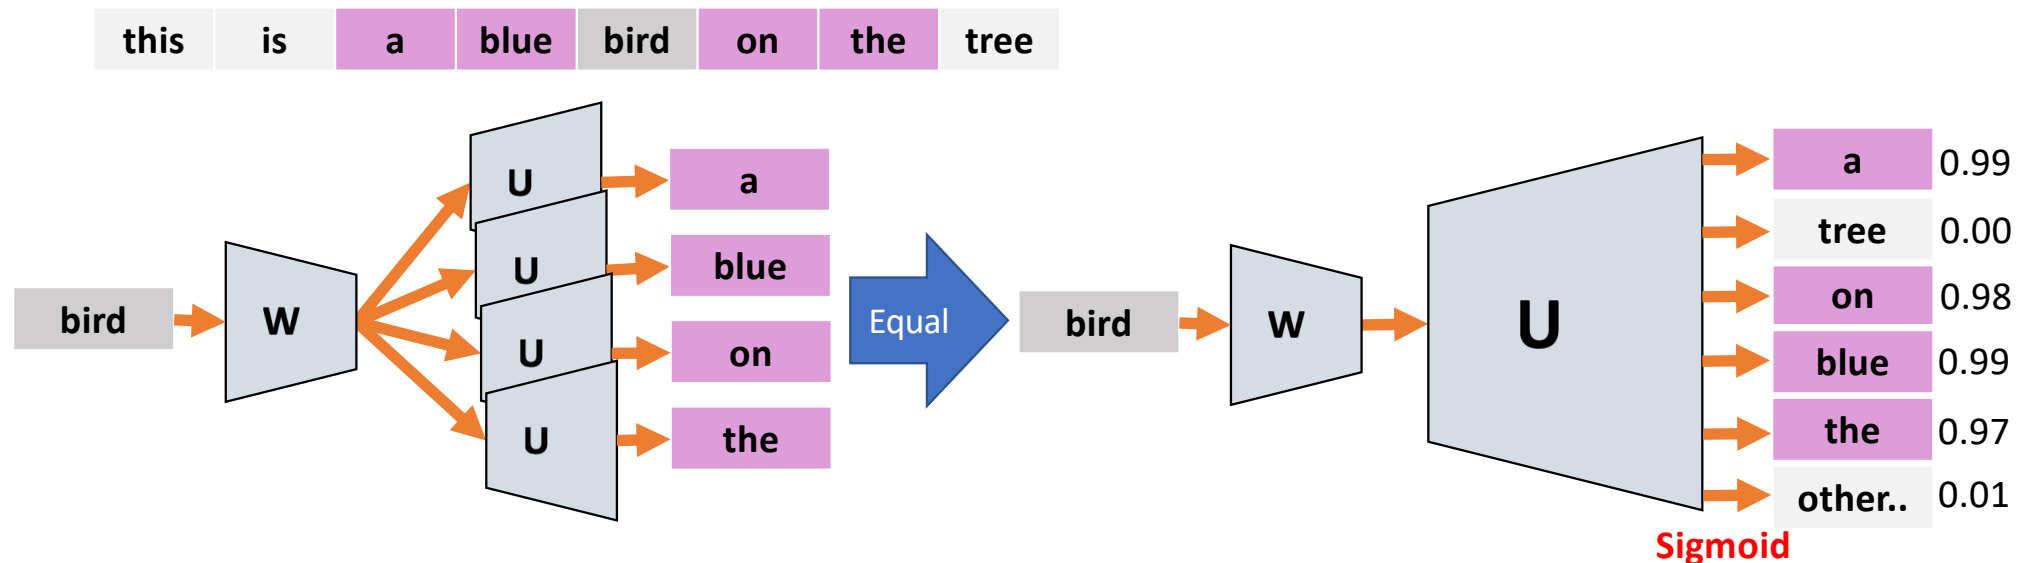 this is a blue bird on the tree
bird
W
U
U
U
U
a
blue
on
the
Equal
bird
W
U
a 0.99
tree 0.00
on 0.98
blue 0.99
the 0.97
other.. 0.01
Sigmoid